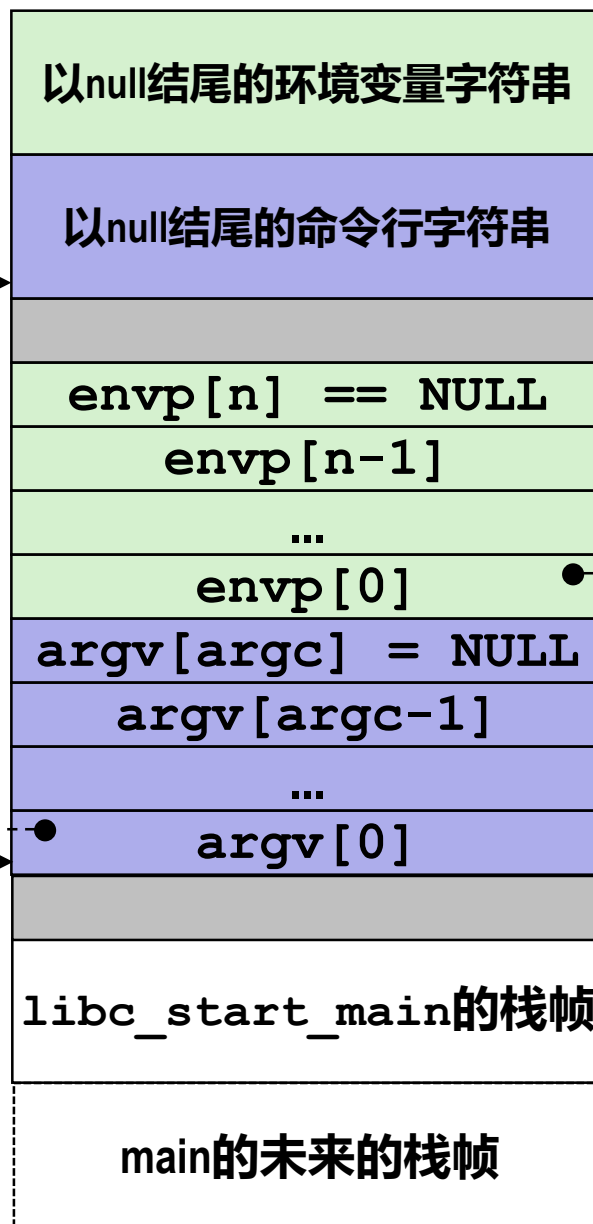 以null结尾的环境变量字符串
以null结尾的命令行字符串
envp[n] == NULL
envp[n-1]
…
envp[0]
argv[argc] = NULL
argv[argc-1]
…
argv[0]
libc_start_main的栈帧
main的未来的栈帧